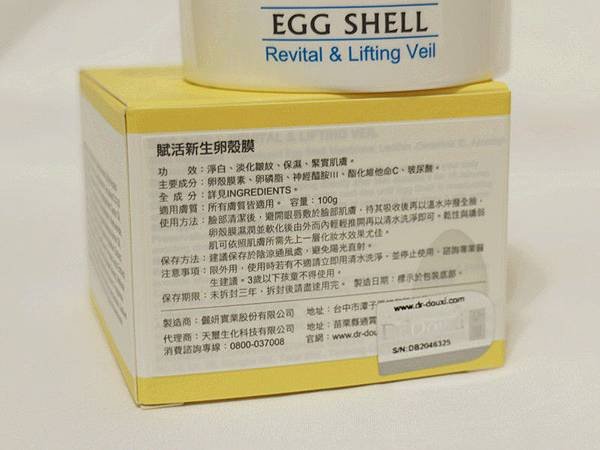 EGG SHELL
Revital & Lifting Veil
賦活新生卵殼膜
功 效：淨白、淡化皺紋、保濕、緊實肌膚。
主要成分：卵殼膜素、卵磷脂、神經醯胺III、酯化維他命C、玻尿酸。
全 成 分：詳見INGREDIENTS。
適用膚質：所有膚質皆適用。 容量：100g
使用方法：臉部清潔後，避開眼唇敷於臉部肌膚，待其吸收後再以溫水沖潑全臉，
卵殼膜濕潤並軟化後由外而內輕輕推開再以清水洗淨即可。乾性與纖弱
肌可依照肌膚所需先上一層化妝水效果尤佳。
保存方法：建議保存於陰涼通風處，避免陽光直射。
注意事項：限外用，使用時若有不適請立即用清水洗淨，並停止使用，諮詢專業醫
生建議。3歲以下孩童不得使用。
保存期限：未拆封三年，拆封後請盡速用完。 製造日期：標示於包裝底部。
製造商：儷妍實業股份有限公司 地址：台中市潭子
代理商：天璽生化科技有限公司 地址：苗栗縣通霄
消費諮詢專線：0800-037008 官網：www.dr-dou
www.dr-douxi.com
S/N:DB2046325